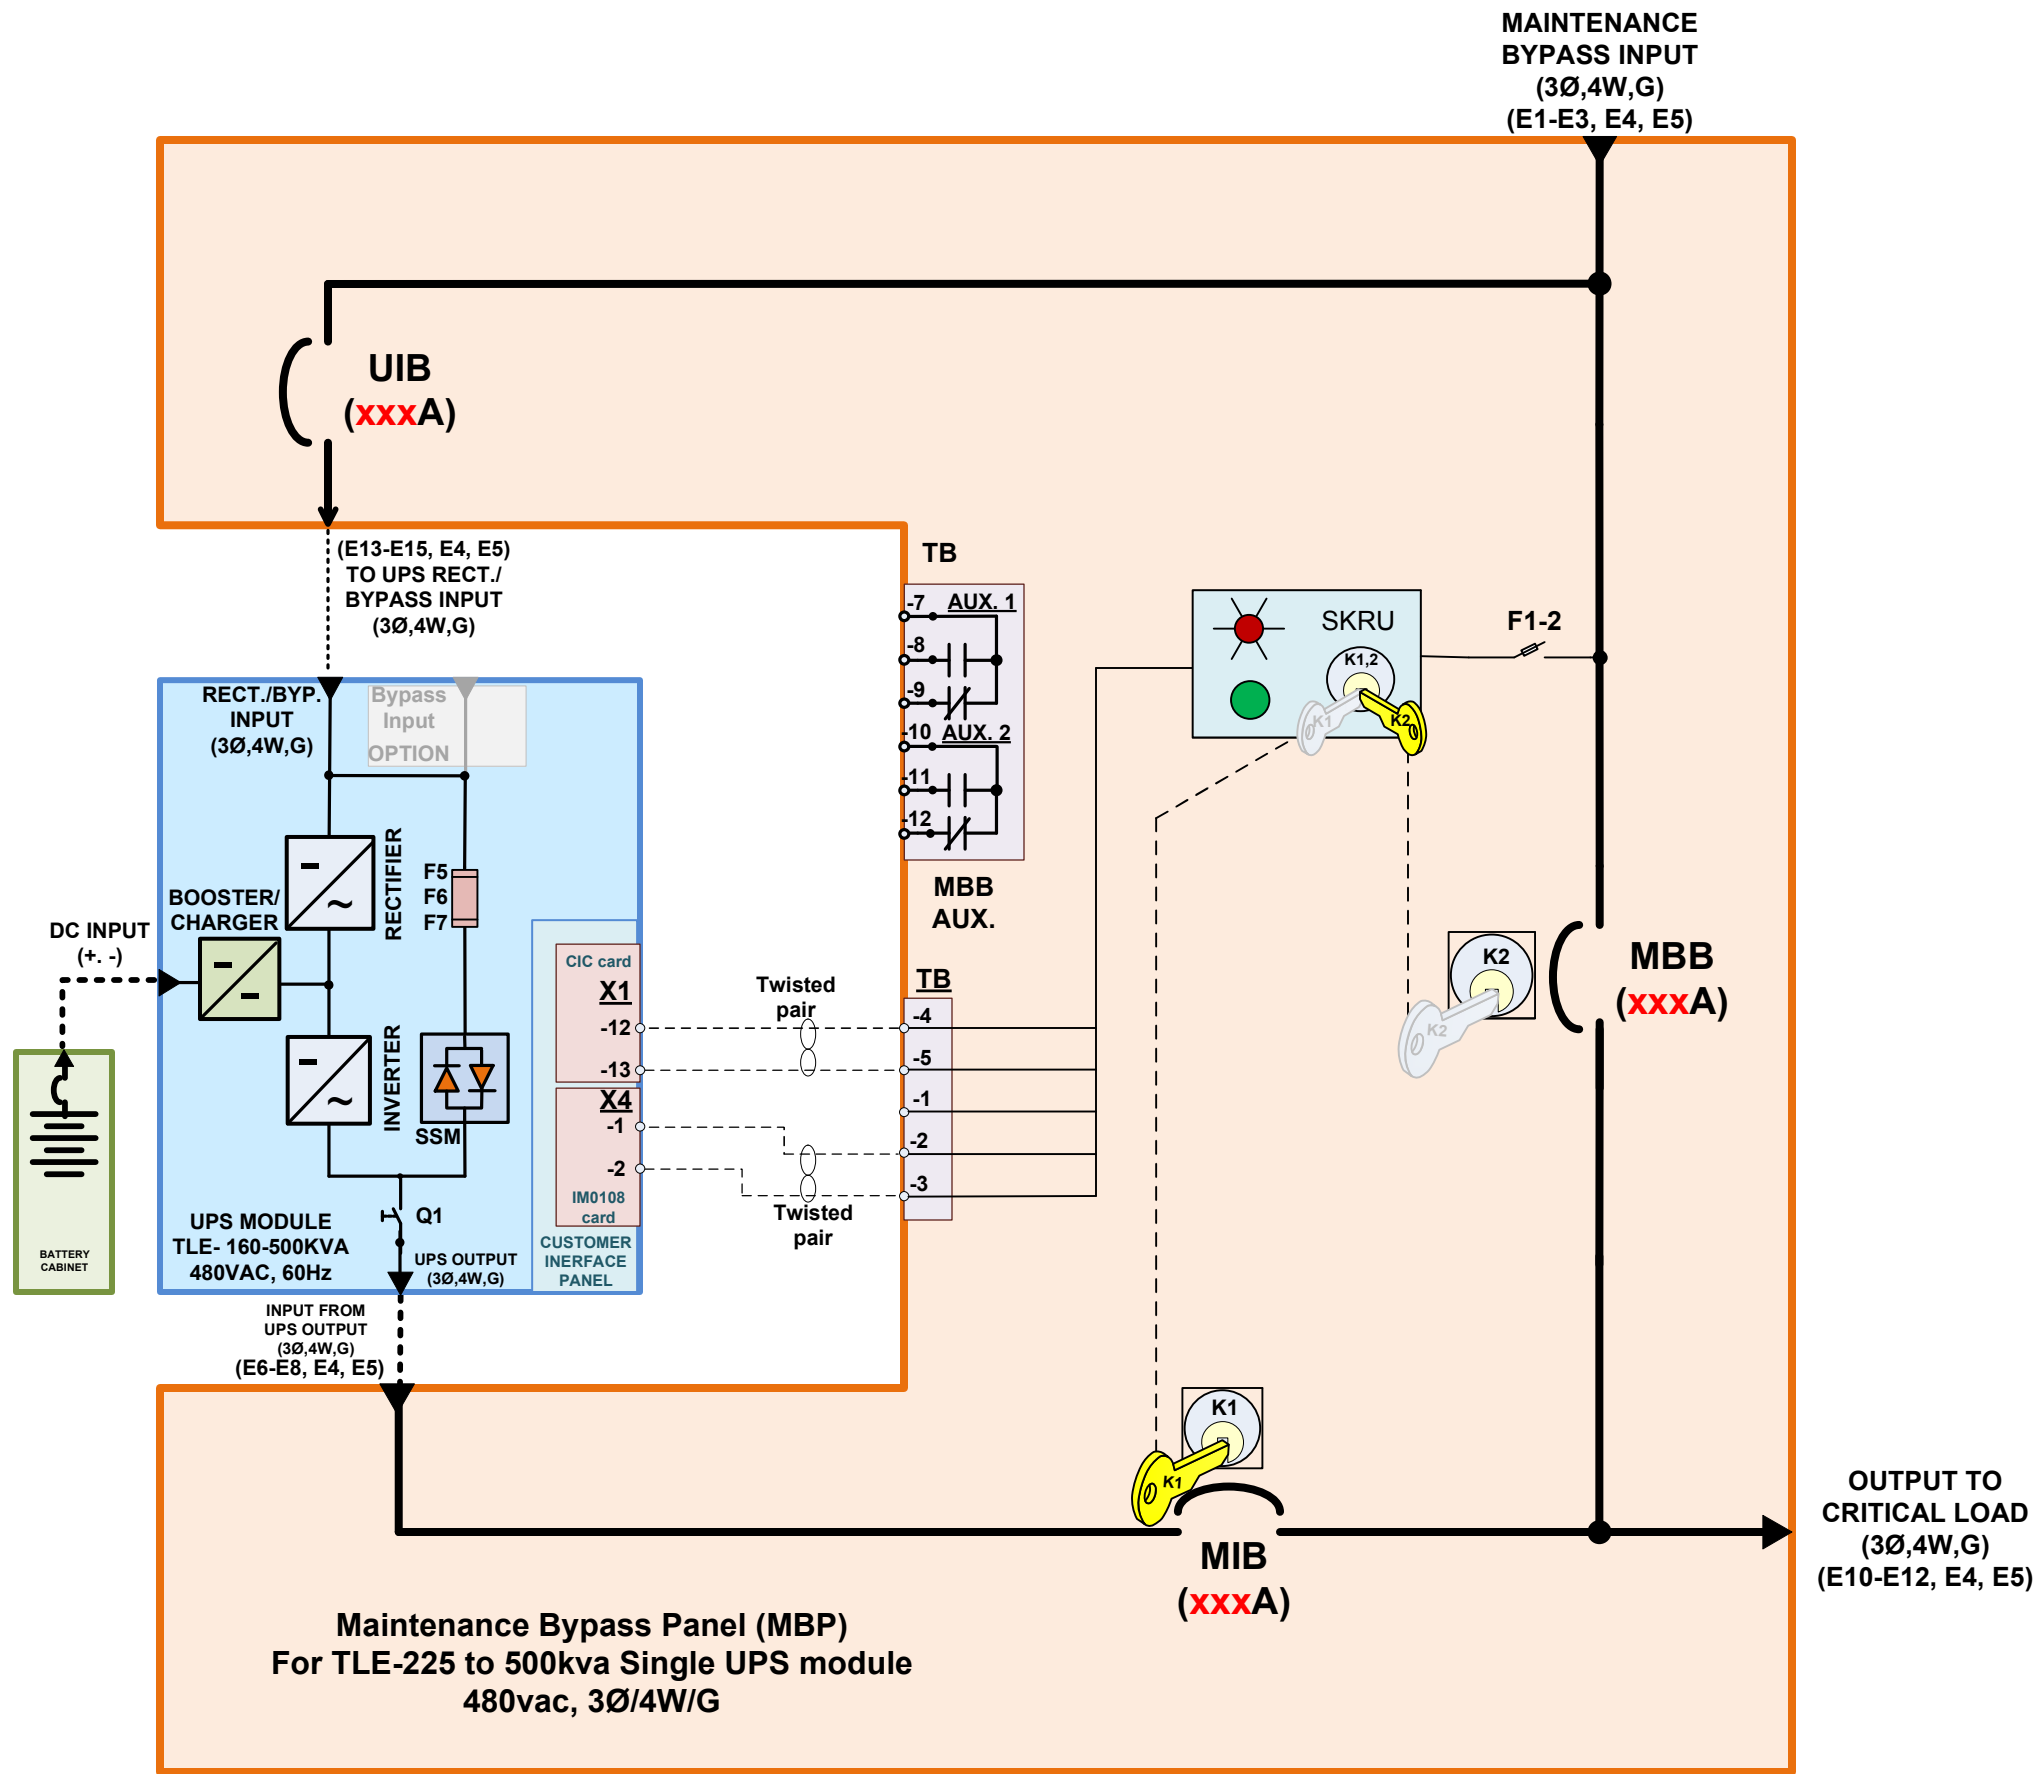 MAINTENANCE
BYPASS INPUT
(3Ø,4W,G)
(E1-E3, E4, E5)
UIB
(xxxA)
(E13-E15, E4, E5)
TO UPS RECT./
BYPASS INPUT
(3Ø,4W,G)
TB
-7 AUX. 1
-8
-9
-10 AUX. 2
-11
-12
MBB
AUX.
SKRU
K1,2
K1
K2
F1-2
RECT./BYP.
INPUT
(3Ø,4W,G)
Bypass
Input
OPTION
RECTIFIER
F5
F6
F7
BOOSTER/
CHARGER
DC INPUT
(+. -)
INVERTER
SSM
CIC card
X1
-12
-13
X4
-1
-2
IM0108
card
CUSTOMER
INERFACE
PANEL
Twisted
pair
Twisted
pair
TB
-4
-5
-1
-2
-3
K2
K2
MBB
(xxxA)
BATTERY
CABINET
UPS MODULE
TLE- 160-500KVA
480VAC, 60Hz
Q1
UPS OUTPUT
(3Ø,4W,G)
INPUT FROM
UPS OUTPUT
(3Ø,4W,G)
(E6-E8, E4, E5)
K1
K1
MIB
(xxxA)
OUTPUT TO
CRITICAL LOAD
(3Ø,4W,G)
(E10-E12, E4, E5)
Maintenance Bypass Panel (MBP)
For TLE-225 to 500kva Single UPS module
480vac, 3Ø/4W/G